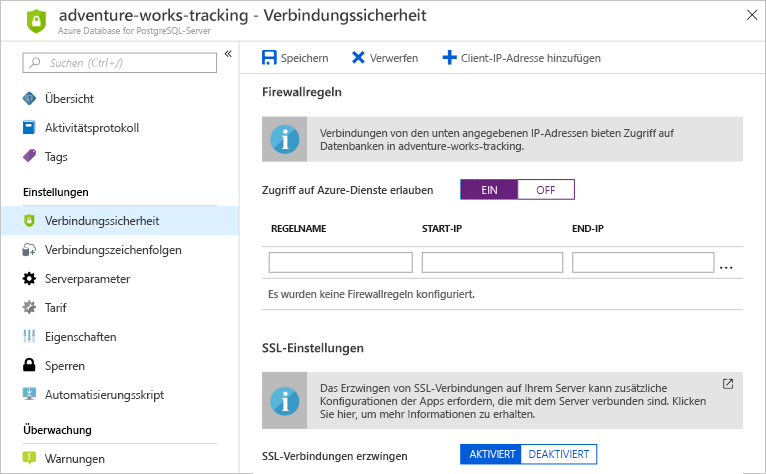 adventure-works-tracking - Verbindungssicherheit
Azure Database for PostgreSQL-Server
Suchen (Ctrl+/)
«
Übersicht
Aktivitätsprotokoll
Tags
Einstellungen
Verbindungssicherheit
Verbindungszeichenfolgen
Serverparameter
Tarif
Eigenschaften
Sperren
Automatisierungsskript
Überwachung
Warnungen
Speichern
Verwerfen
Client-IP-Adresse hinzufügen
Firewallregeln
Verbindungen von den unten angegebenen IP-Adressen bieten Zugriff auf
Datenbanken in adventure-works-tracking.
Zugriff auf Azure-Dienste erlauben EIN OFF
REGELNAME START-IP END-IP
...
Es wurden keine Firewallregeln konfiguriert.
SSL-Einstellungen
Das Erzwingen von SSL-Verbindungen auf Ihrem Server kann zusätzliche
Konfigurationen der Apps erfordern, die mit dem Server verbunden sind. Klicken
Sie hier, um mehr Informationen zu erhalten.
SSL-Verbindungen erzwingen AKTIVIERT DEAKTIVIERT